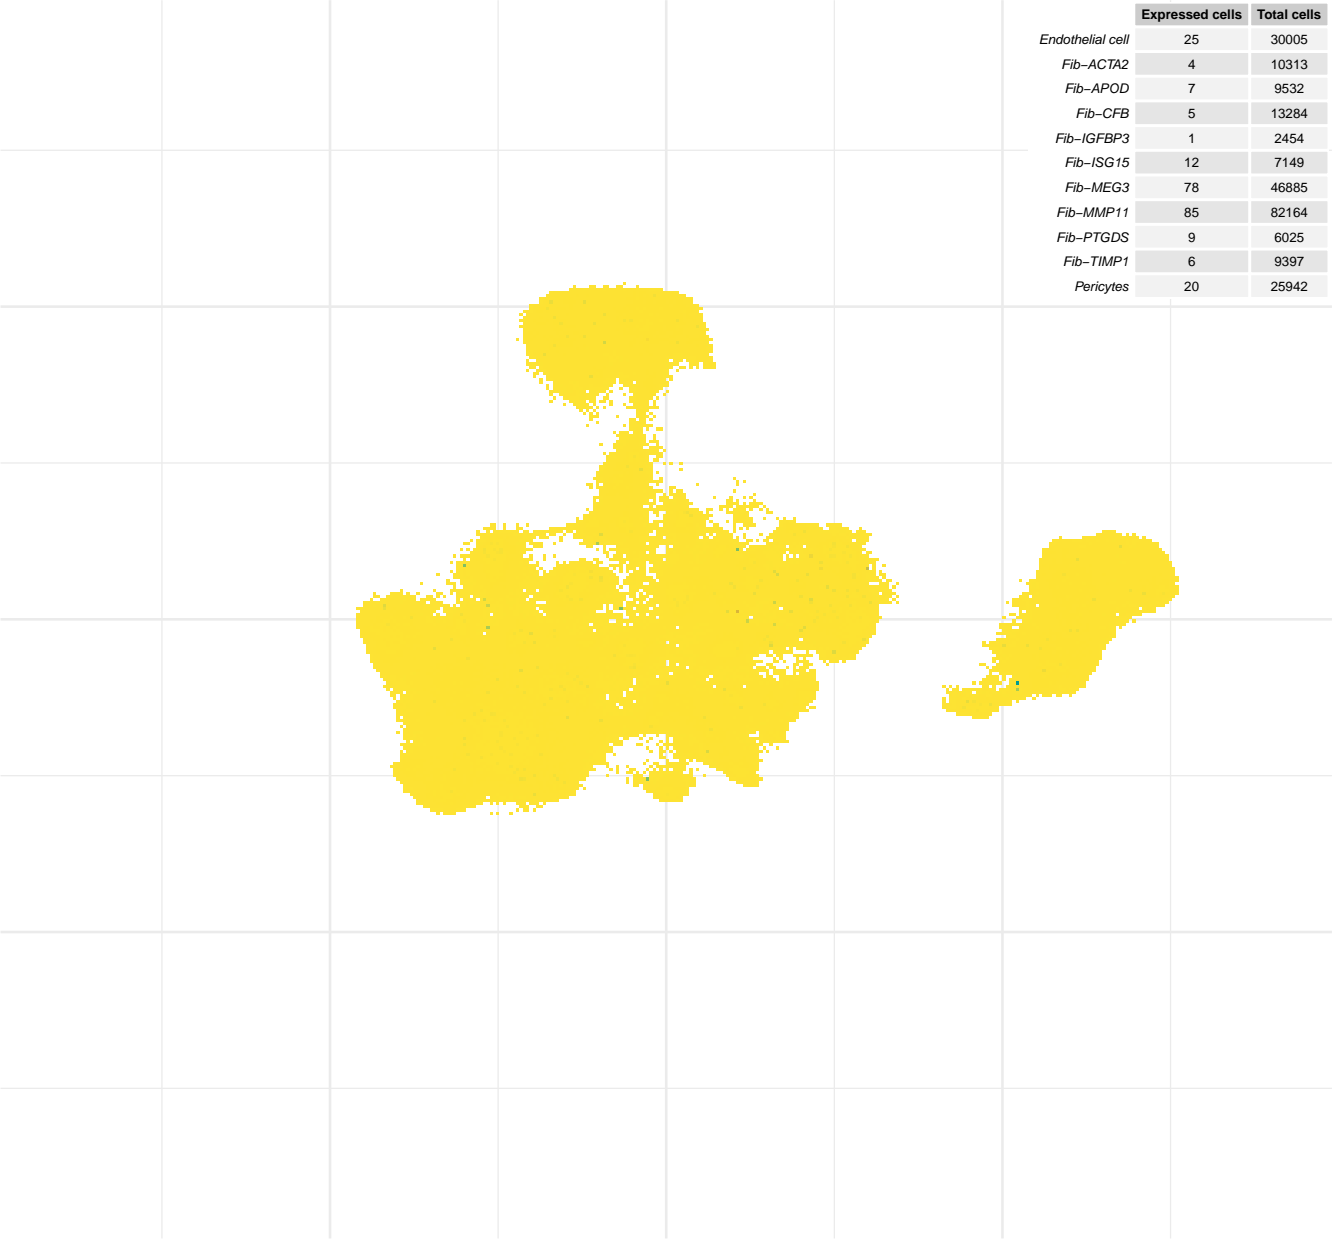 Expressed cells Total cells
Endothelial cell 25 30005
Fib−ACTA2 4 10313
Fib−APOD 7 9532
Fib−CFB 5 13284
Fib−IGFBP3 1 2454
Fib−ISG15 12 7149
Fib−MEG3 78 46885
Fib−MMP11 85 82164
Fib−PTGDS 9 6025
Fib−TIMP1 6 9397
Pericytes 20 25942